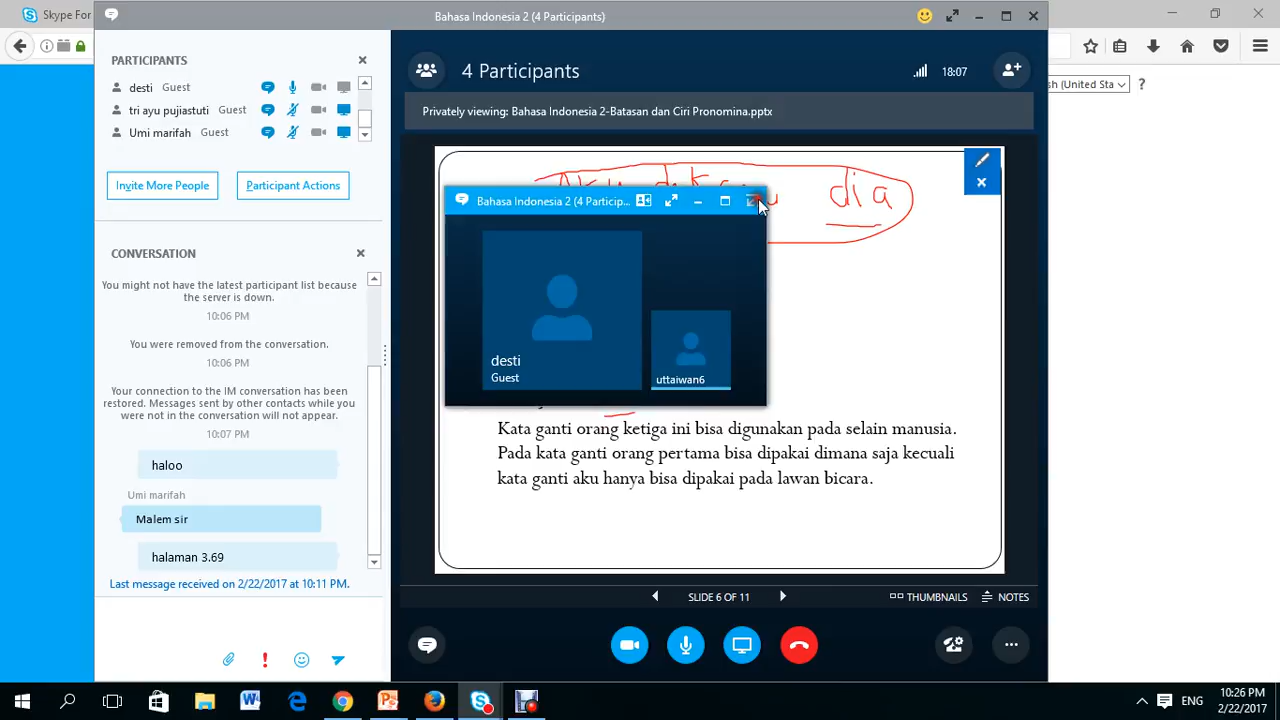 Skype For
Bahasa Indonesia 2 (4 Participants)
PARTICIPANTS
desti Guest
tri ayu pujiastuti Guest
Umi marifah Guest
Invite More People
Participant Actions
CONVERSATION
You might not have the latest participant list because
the server is down.
10:06 PM
You were removed from the conversation.
10:06 PM
Your connection to the IM conversation has been
restored. Messages sent by other contacts while you
were not in the conversation will not appear.
10:07 PM
haloo
Umi marifah
Malem sir
halaman 3.69
Last message received on 2/22/2017 at 10:11 PM.
4 Participants
18:07
Privately viewing: Bahasa Indonesia 2-Batasan dan Ciri Pronomina.pptx
dia
Bahasa Indonesia 2 (4 Particip...
desti
Guest
uttaiwan6
Kata ganti orang ketiga ini bisa digunakan pada selain manusia.
Pada kata ganti orang pertama bisa dipakai dimana saja kecuali
kata ganti aku hanya bisa dipakai pada lawan bicara.
SLIDE 6 OF 11
THUMBNAILS
NOTES
sh (United Sta
?
ENG
10:26 PM
2/22/2017